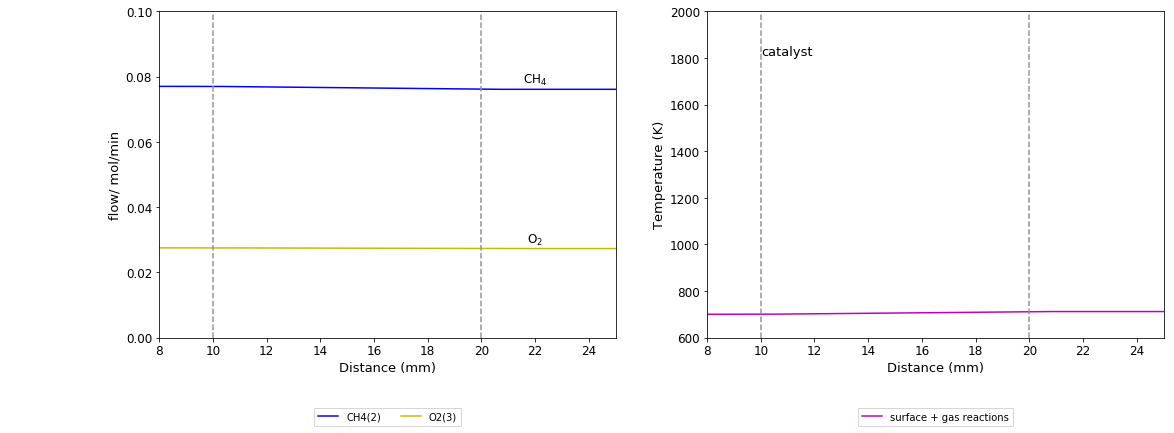 0.10
0.08
0.06
0.04
0.02
0.00
flow/ mol/min
CH₄
O₂
8 10 12 14 16 18 20 22 24
Distance (mm)
CH4(2) O2(3)
2000
1800
1600
1400
1200
1000
800
600
Temperature (K)
catalyst
8 10 12 14 16 18 20 22 24
Distance (mm)
surface + gas reactions